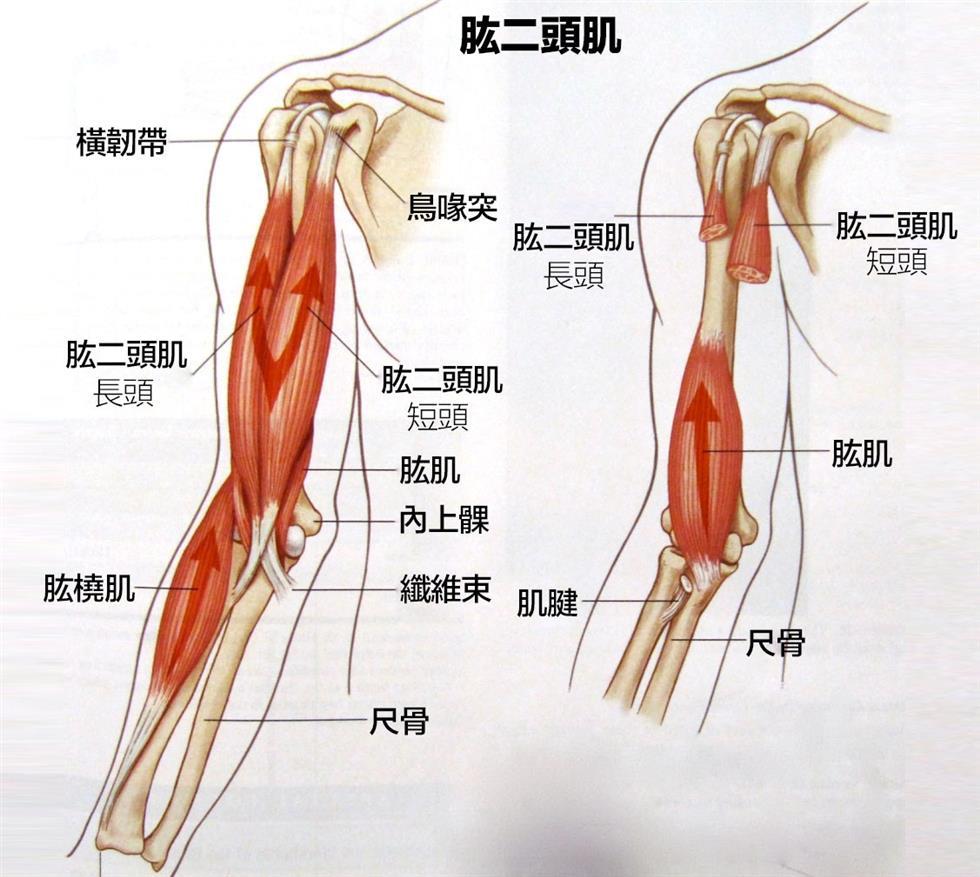 肱二頭肌
橫韌帶
鳥喙突
肱二頭肌
長頭
肱二頭肌
短頭
肱二頭肌
長頭
肱二頭肌
短頭
肱肌
肱肌
內上髁
肱橈肌
纖維束
肌腱
尺骨
尺骨